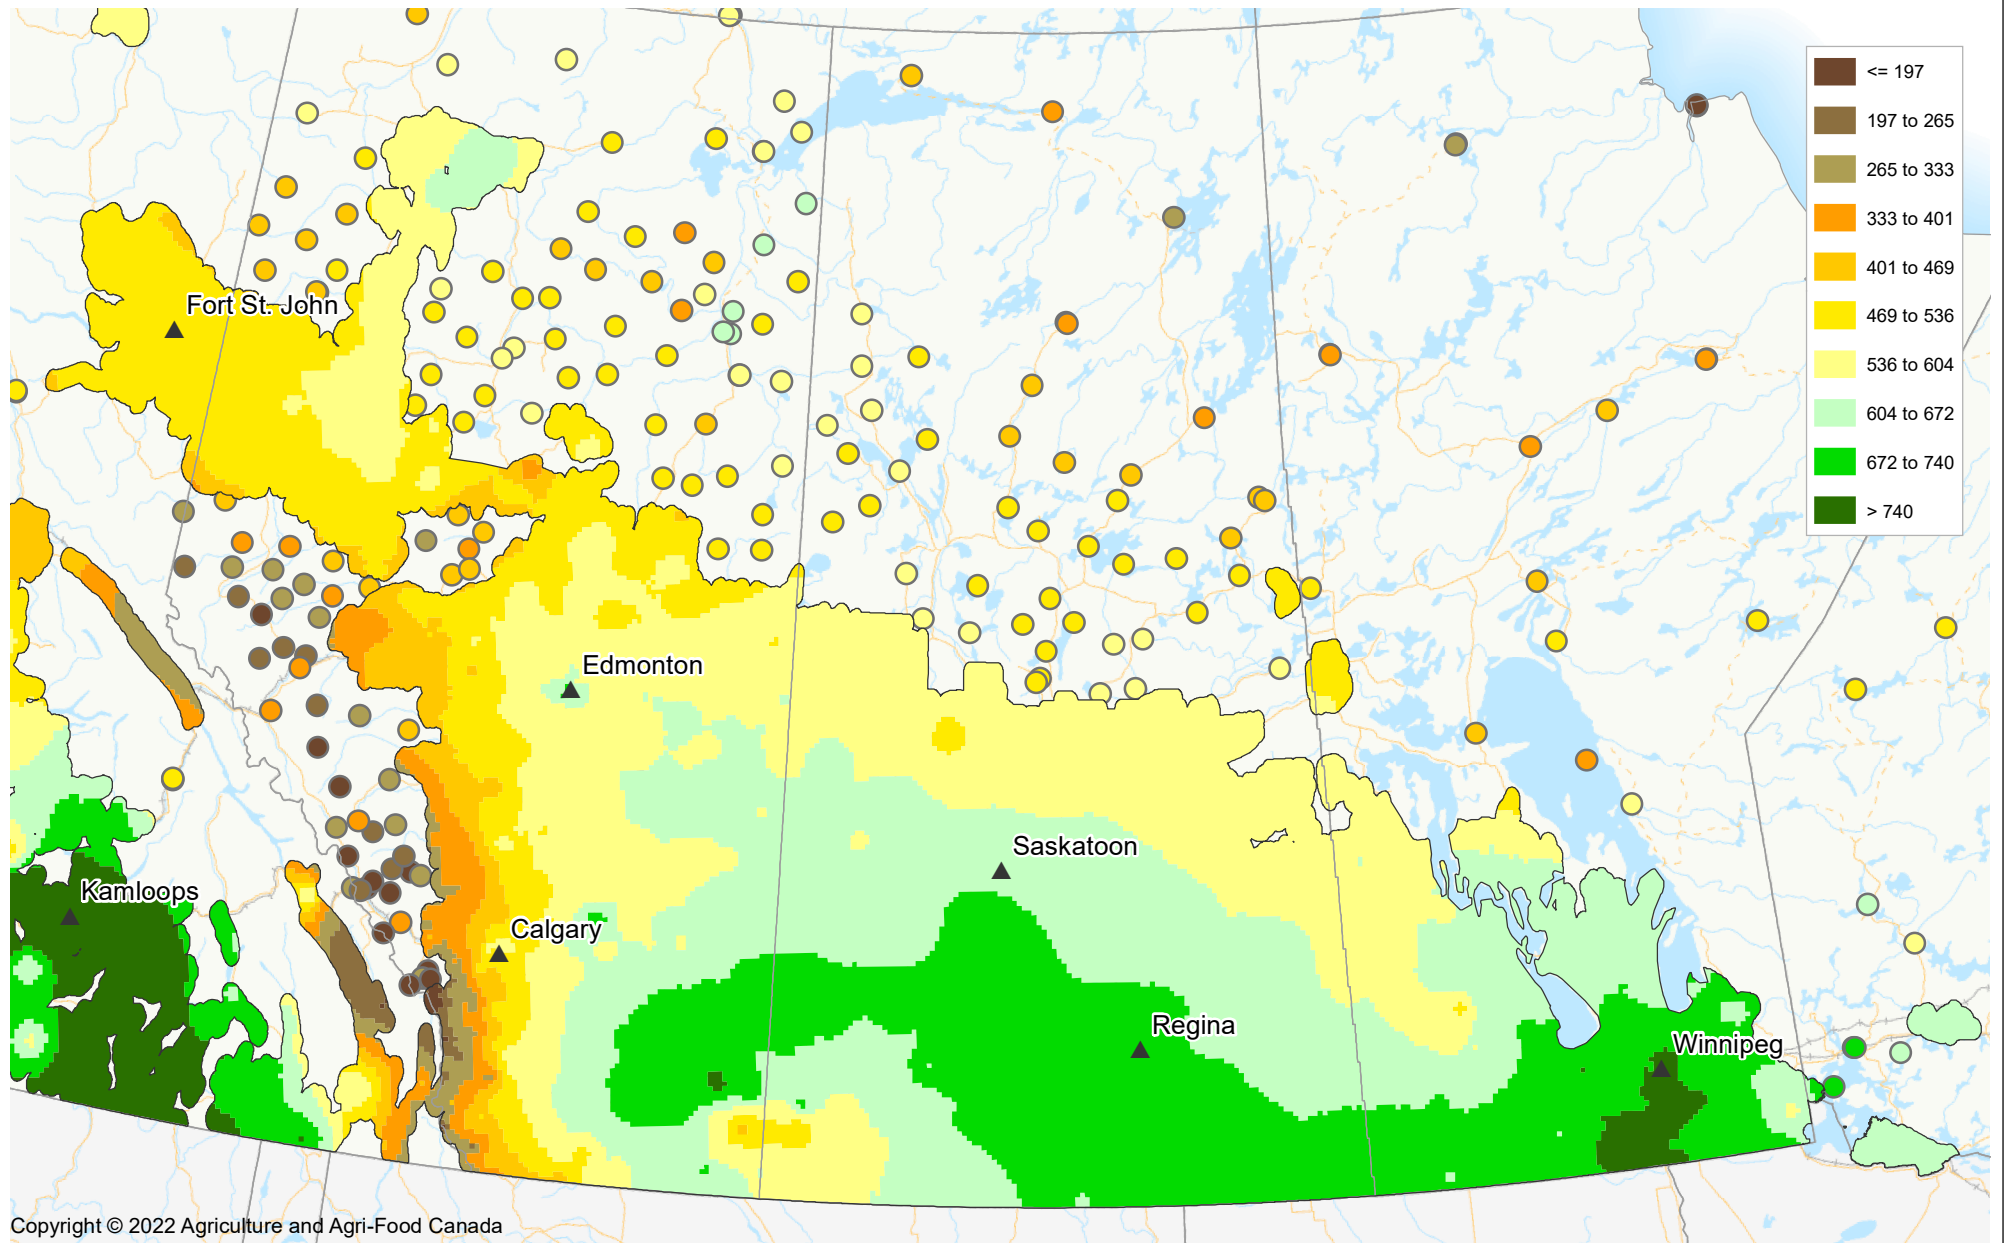 <= 197
197 to 265
265 to 333
333 to 401
401 to 469
469 to 536
536 to 604
604 to 672
672 to 740
> 740
Fort St. John
Edmonton
Saskatoon
Kamloops
Calgary
Regina
Winnipeg
Copyright © 2022 Agriculture and Agri-Food Canada